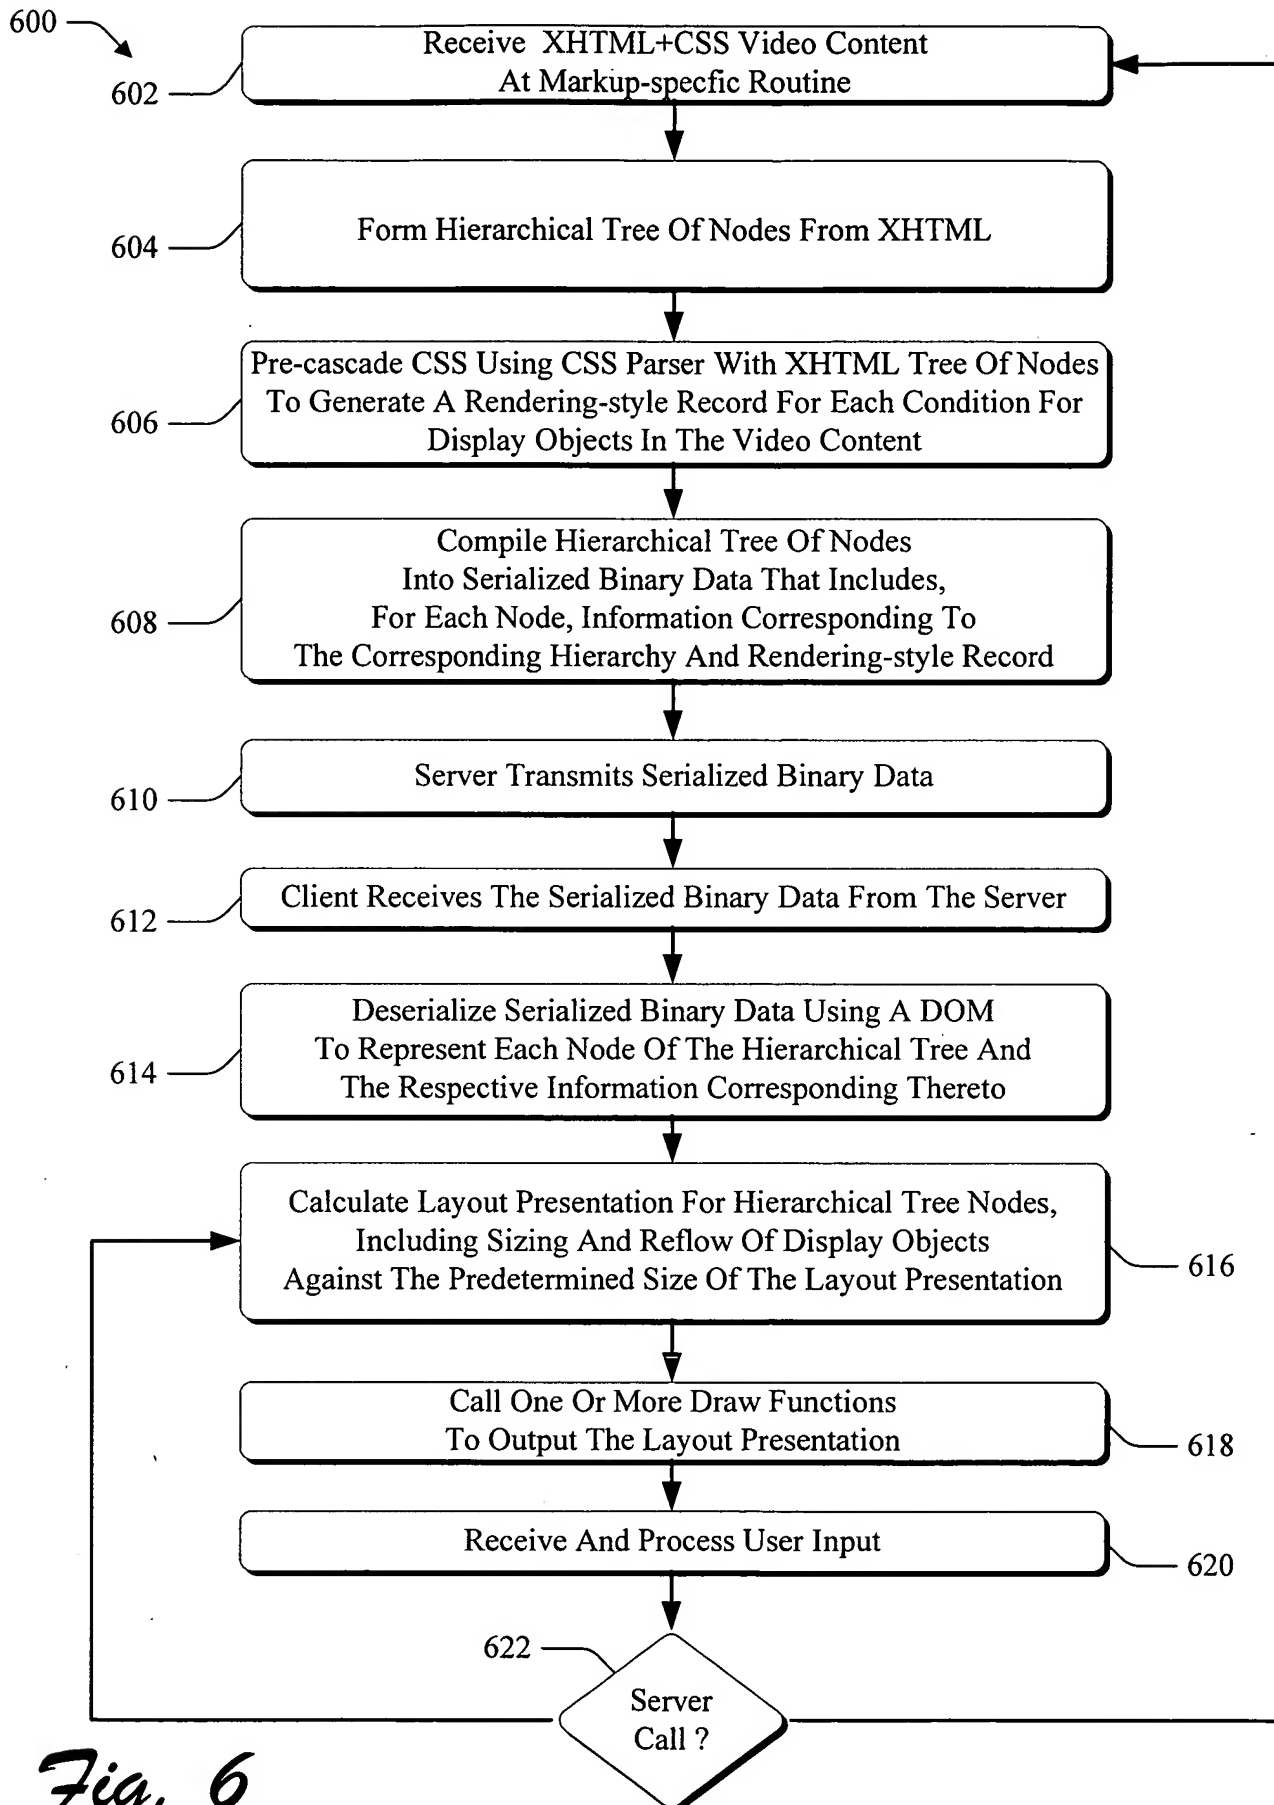 600
Receive XHTML+CSS Video Content
At Markup-specfic Routine
602
Form Hierarchical Tree Of Nodes From XHTML
604
Pre-cascade CSS Using CSS Parser With XHTML Tree Of Nodes
To Generate A Rendering-style Record For Each Condition For
Display Objects In The Video Content
606
Compile Hierarchical Tree Of Nodes
Into Serialized Binary Data That Includes,
For Each Node, Information Corresponding To
The Corresponding Hierarchy And Rendering-style Record
608
Server Transmits Serialized Binary Data
610
Client Receives The Serialized Binary Data From The Server
612
Deserialize Serialized Binary Data Using A DOM
To Represent Each Node Of The Hierarchical Tree And
The Respective Information Corresponding Thereto
614
Calculate Layout Presentation For Hierarchical Tree Nodes,
Including Sizing And Reflow Of Display Objects
Against The Predetermined Size Of The Layout Presentation
616
Call One Or More Draw Functions
To Output The Layout Presentation
618
Receive And Process User Input
620
622
Server
Call ?
Fig. 6